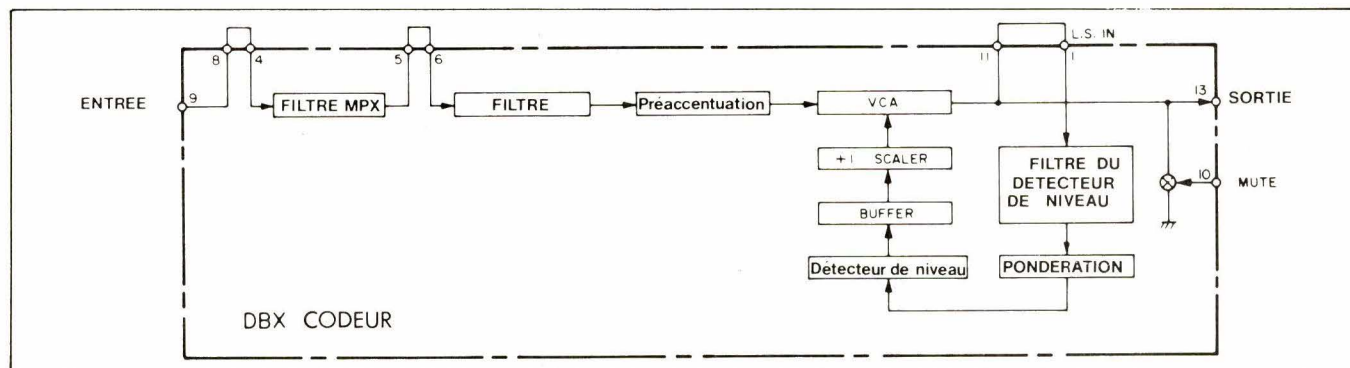 L.S. IN
8
4
5
6
11
1
9
ENTREE
FILTRE MPX
FILTRE
Préaccentuation
VCA
13
SORTIE
+1 SCALER
FILTRE DU
DETECTEUR
DE NIVEAU
10
MUTE
BUFFER
Détecteur de niveau
PONDERATION
DBX CODEUR